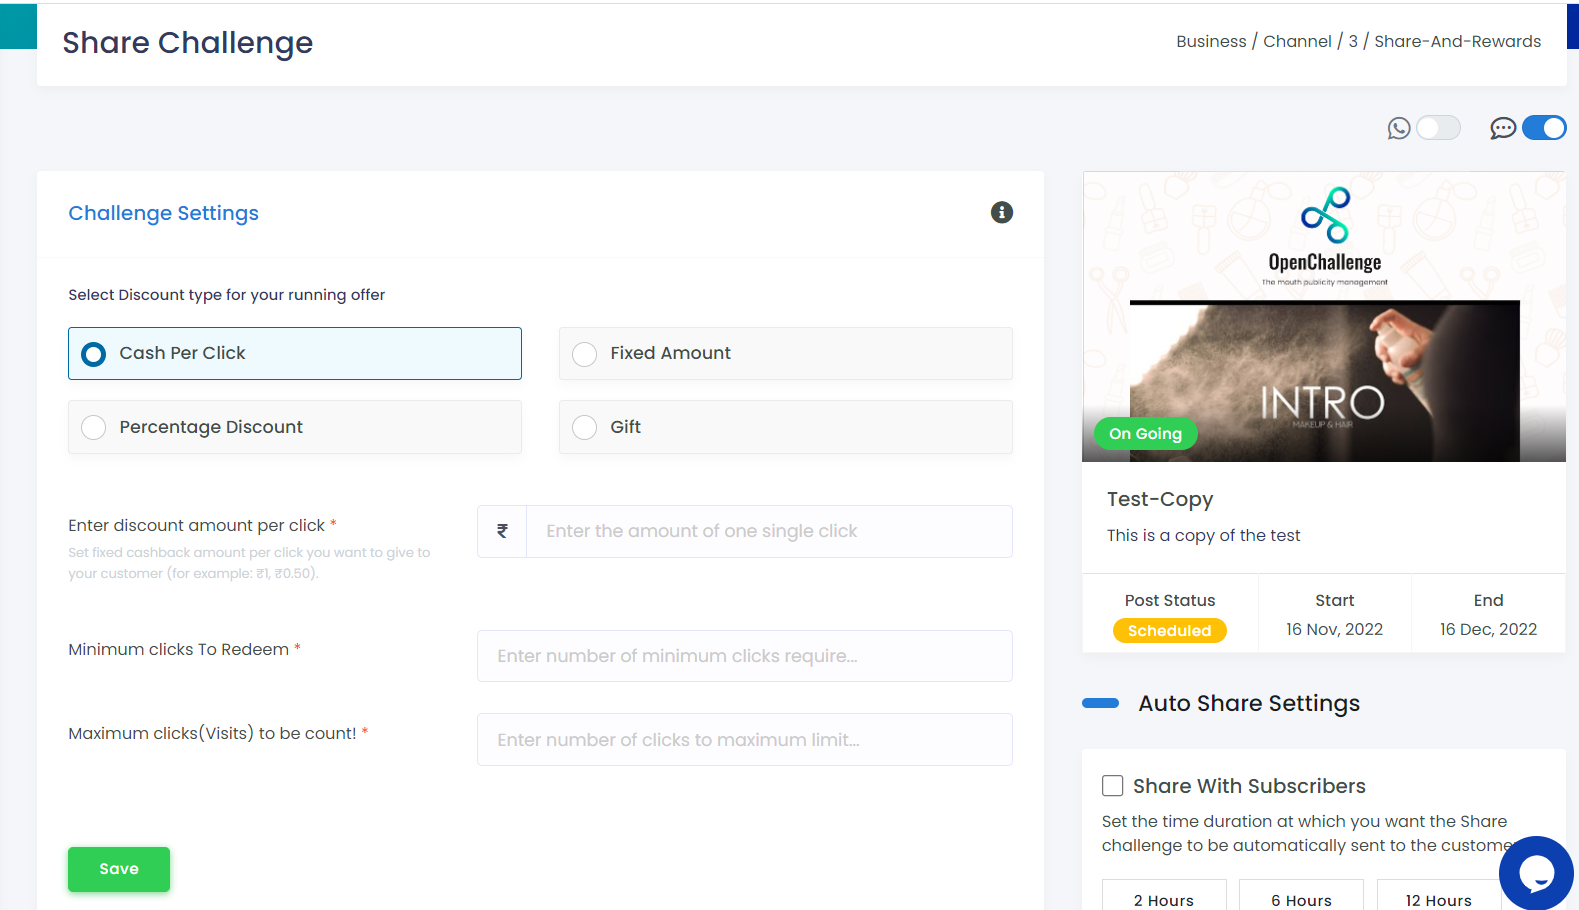 Share Challenge
Business / Channel / 3 / Share-And-Rewards
Challenge Settings
Select Discount type for your running offer
Cash Per Click
Fixed Amount
Percentage Discount
Gift
Enter discount amount per click *
Set fixed cashback amount per click you want to give to
your customer (for example: ₹1, ₹0.50).
₹
Enter the amount of one single click
Minimum clicks To Redeem *
Enter number of minimum clicks require...
Maximum clicks(Visits) to be count! *
Enter number of clicks to maximum limit...
Save
OpenChallenge
The mouth publicity management
INTRO
MAKEUP & HAIR
On Going
Test-Copy
This is a copy of the test
Post Status
Scheduled
Start
16 Nov, 2022
End
16 Dec, 2022
Auto Share Settings
Share With Subscribers
Set the time duration at which you want the Share
challenge to be automatically sent to the
2 Hours
6 Hours
12 Hours